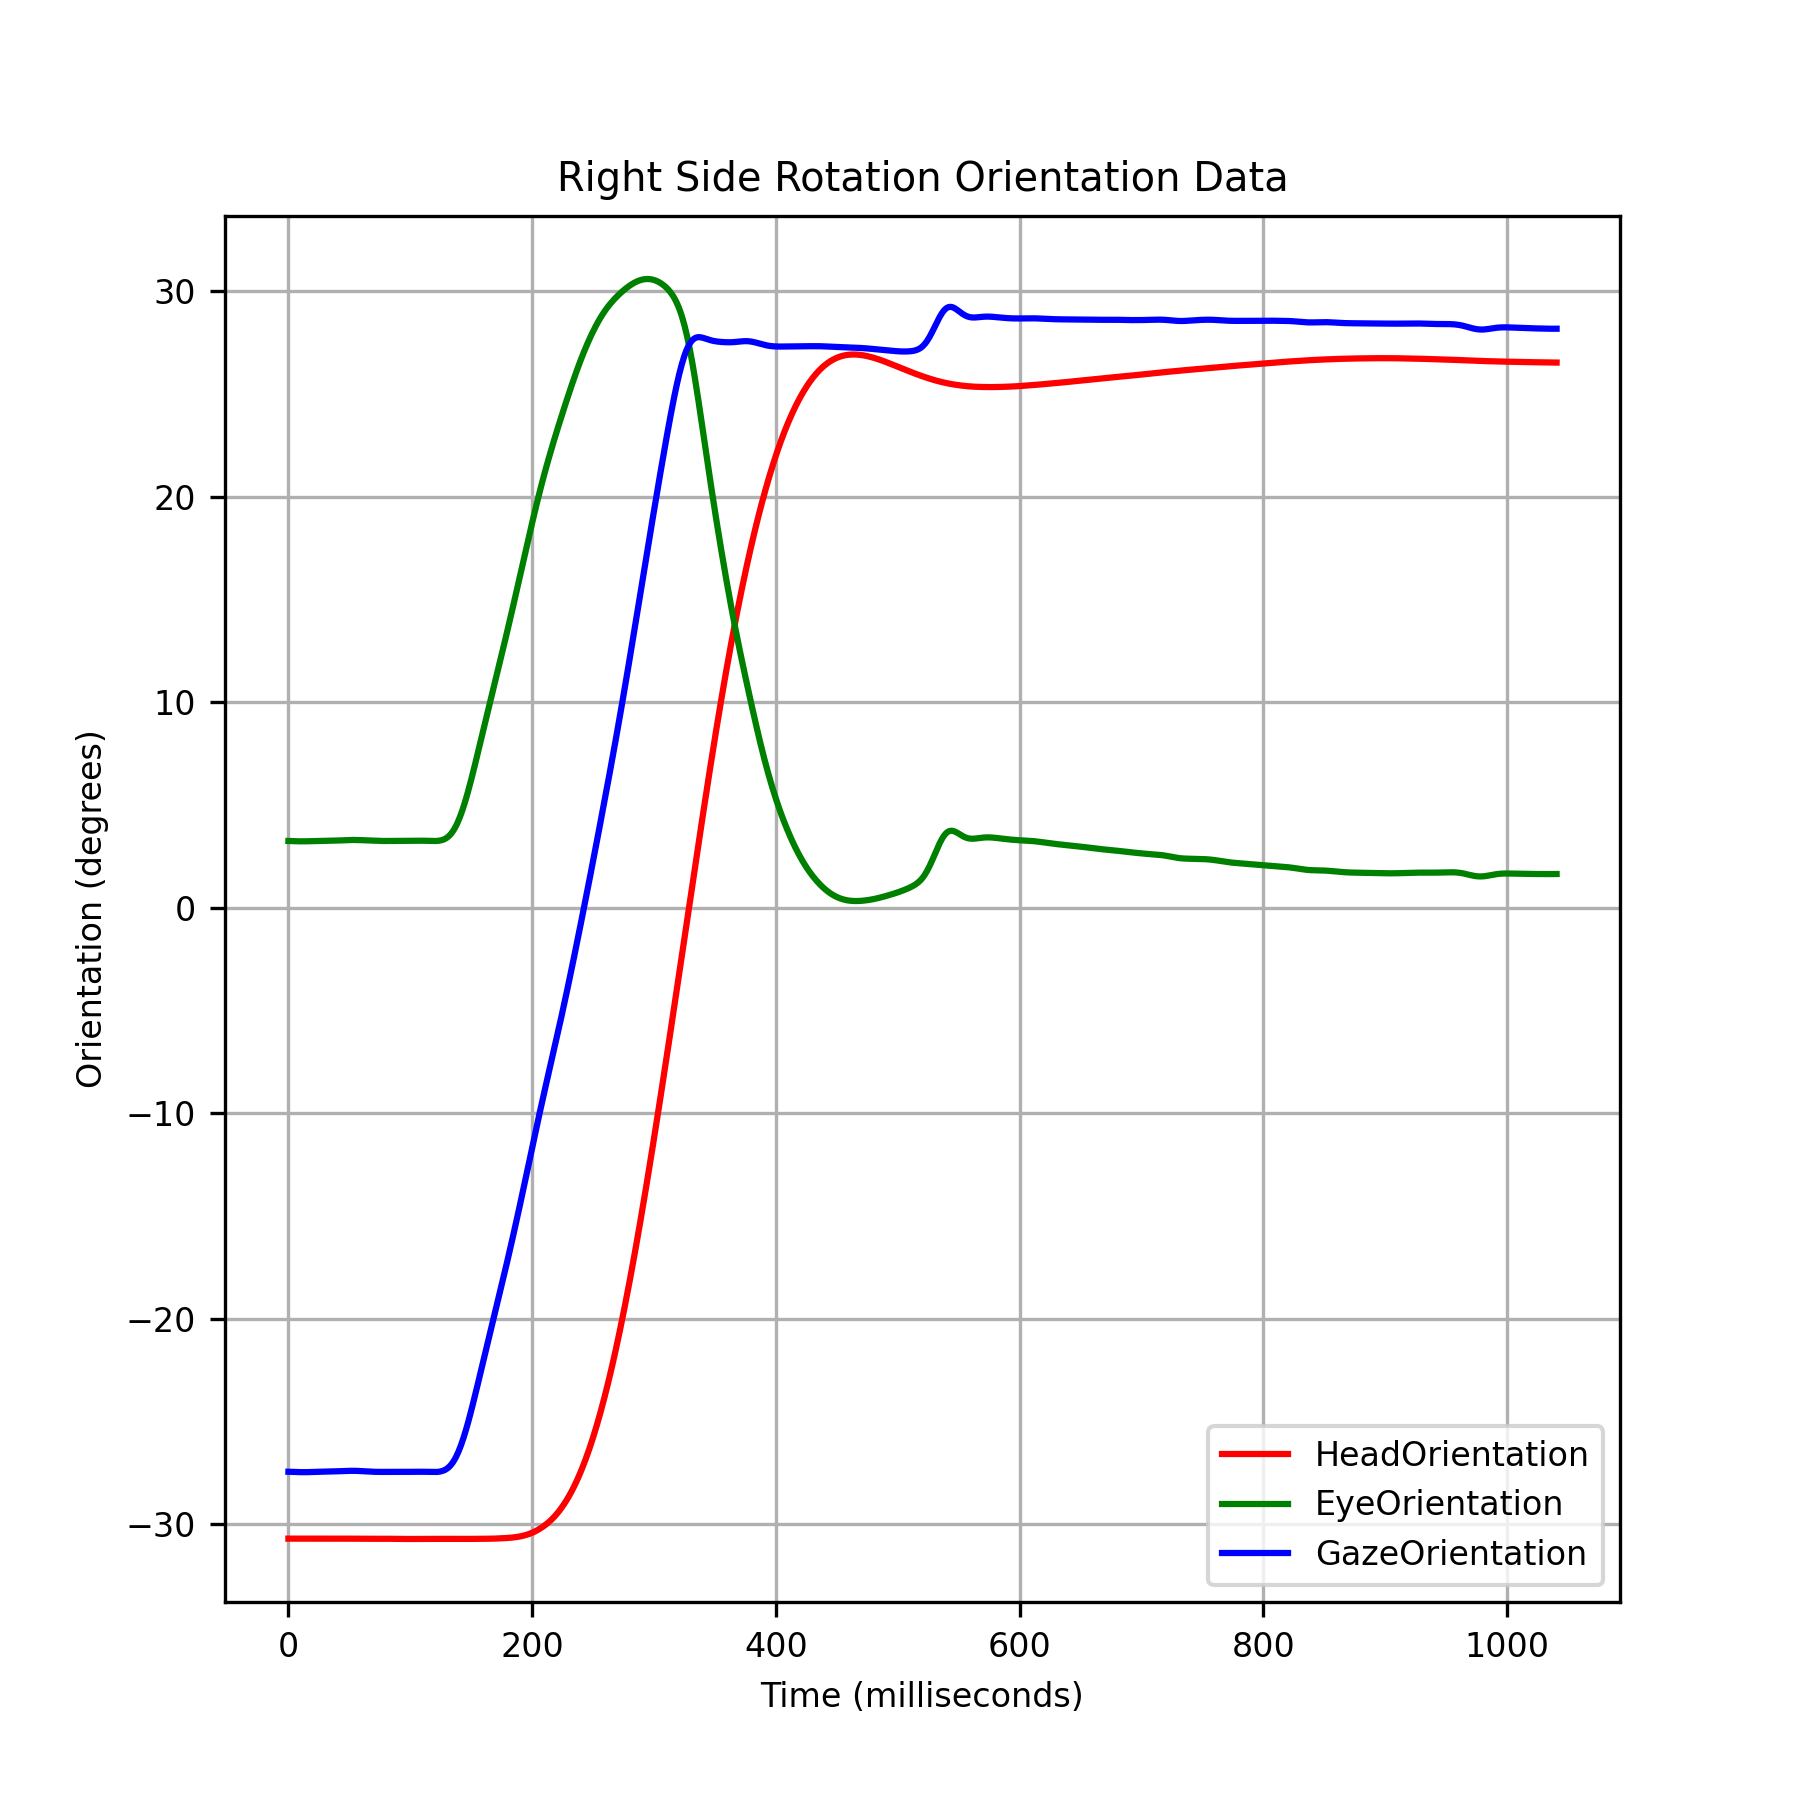 Right Side Rotation Orientation Data
Orientation (degrees)
30
20
10
0
−10
−20
−30
HeadOrientation
EyeOrientation
GazeOrientation
0 200 400 600 800 1000
Time (milliseconds)